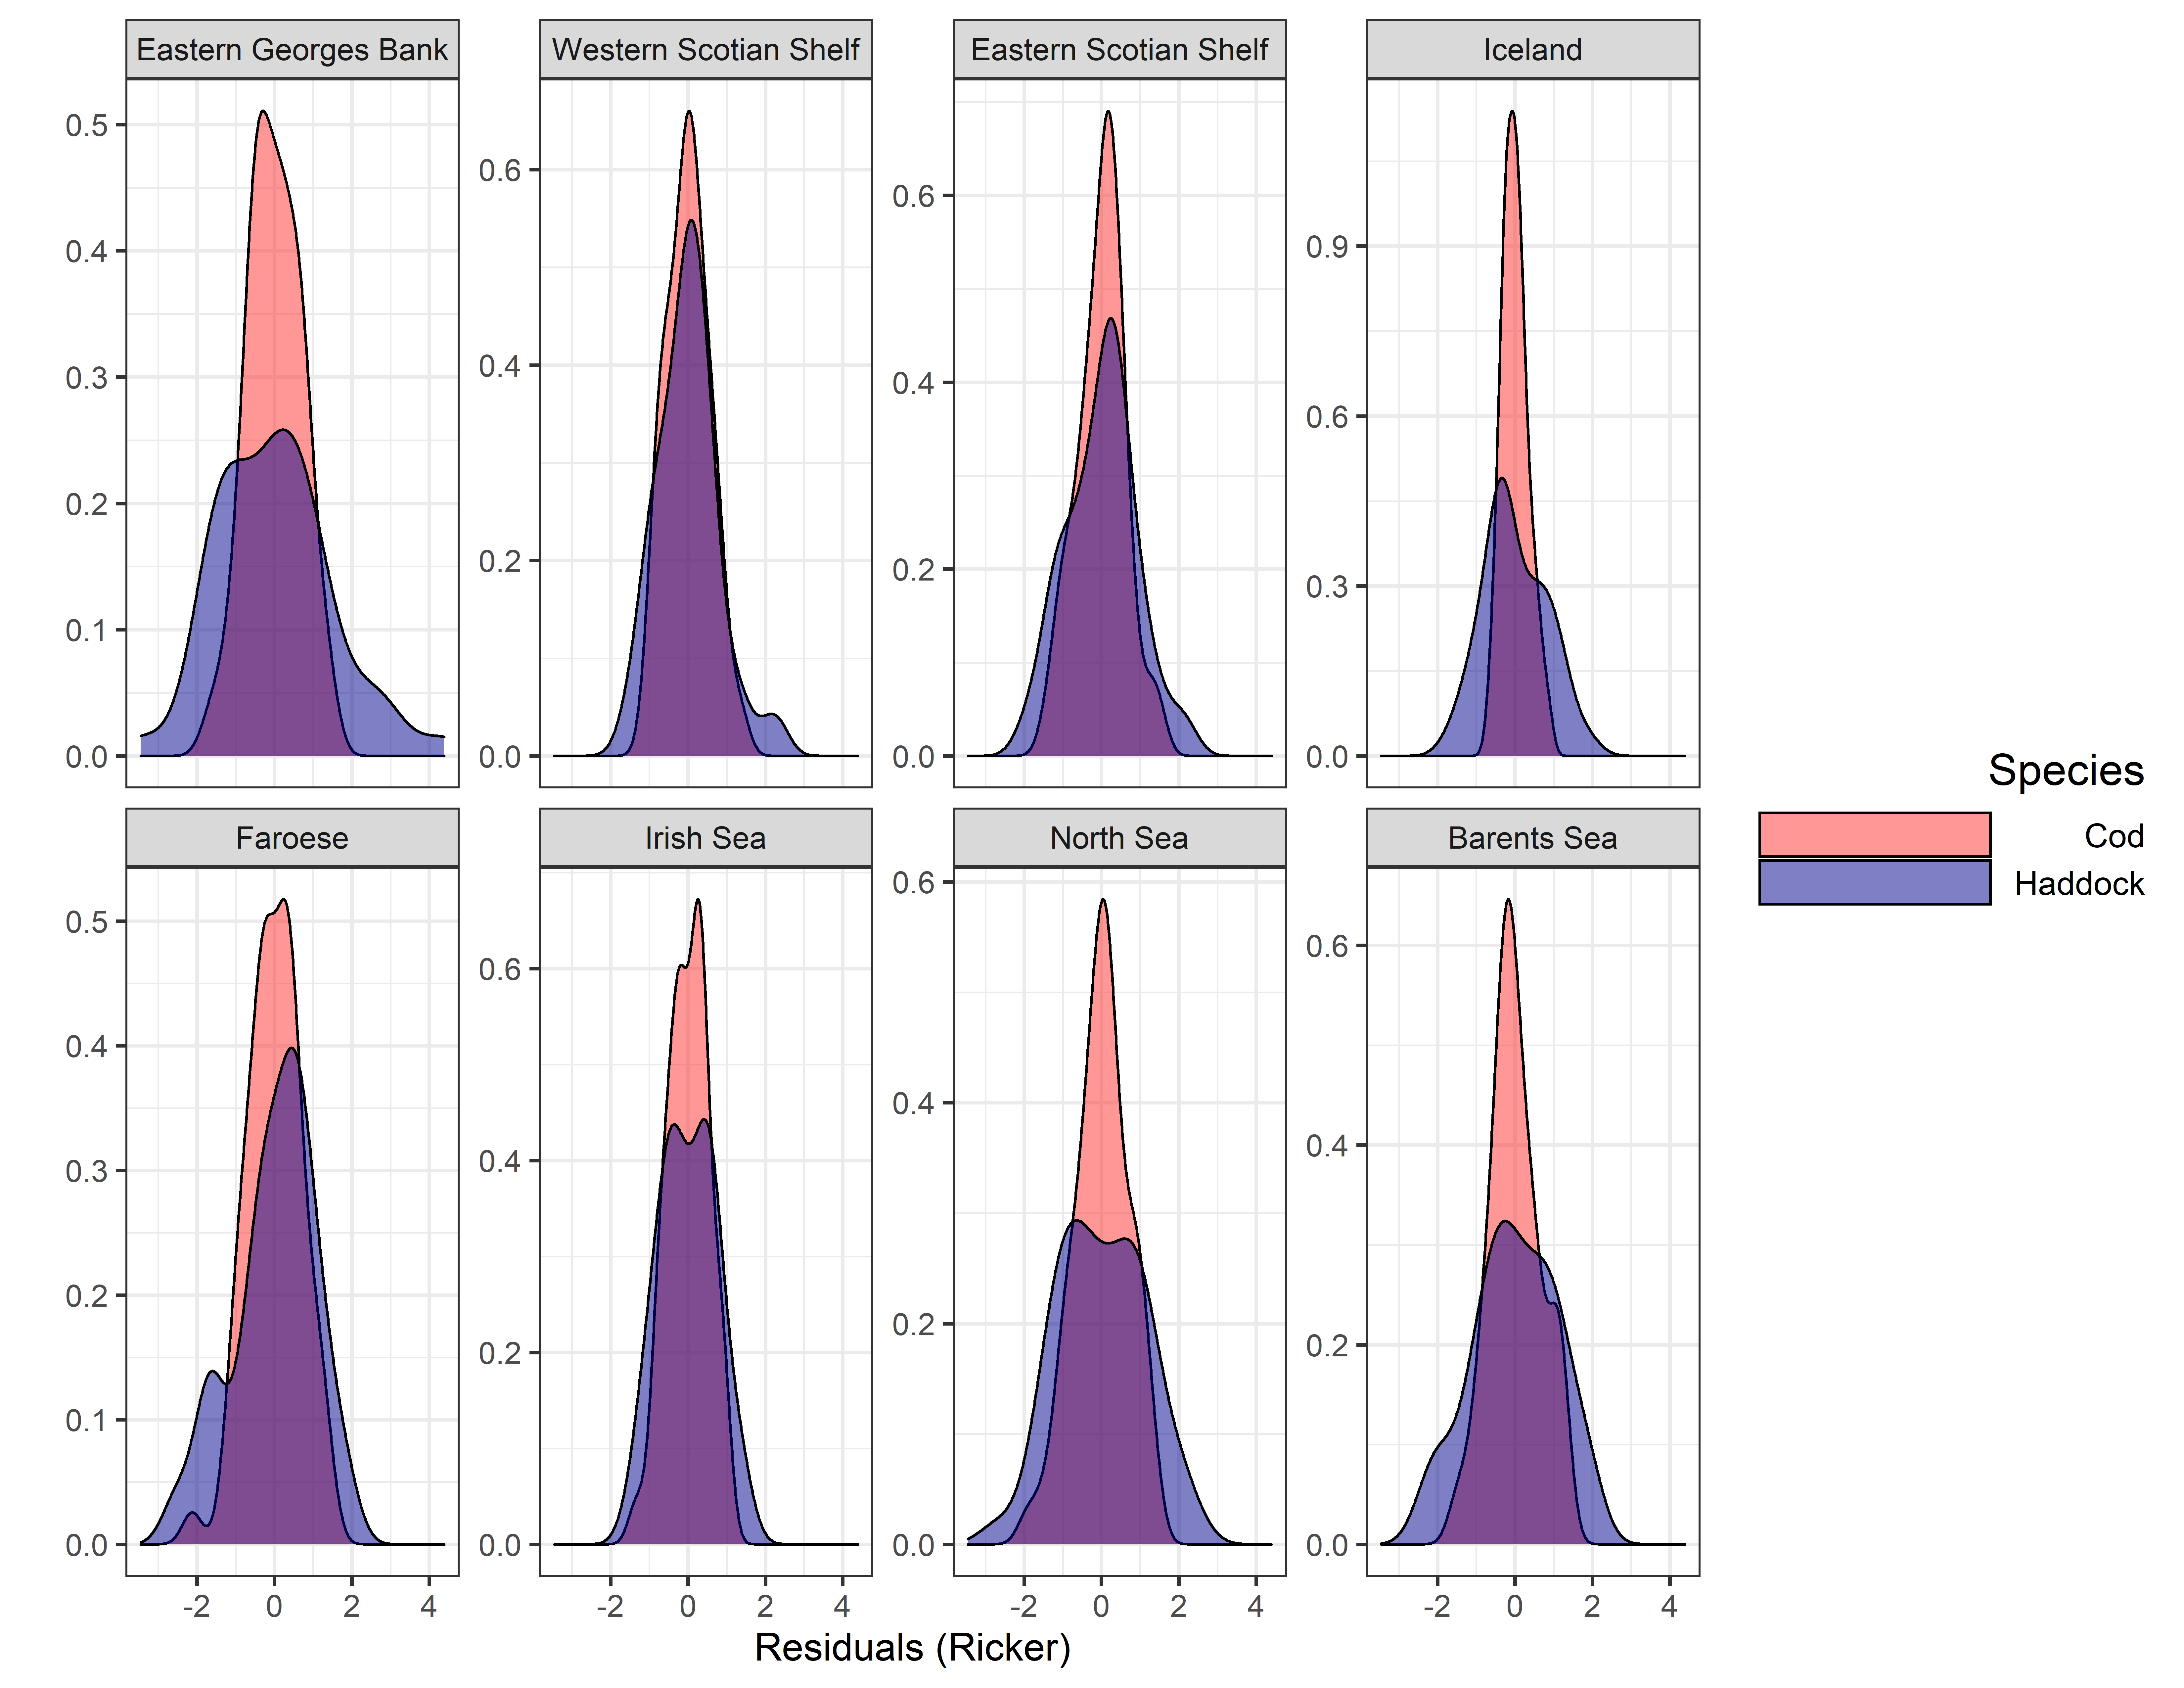 Eastern Georges Bank
Western Scotian Shelf
Eastern Scotian Shelf
Iceland
0.5
0.4
0.3
0.2
0.1
0.0
0.6
0.4
0.2
0.0
0.6
0.4
0.2
0.0
0.9
0.6
0.3
0.0
Faroese
Irish Sea
North Sea
Barents Sea
0.5
0.4
0.3
0.2
0.1
0.0
0.6
0.4
0.2
0.0
0.6
0.4
0.2
0.0
0.6
0.4
0.2
0.0
-2 0 2 4
-2 0 2 4
-2 0 2 4
-2 0 2 4
Residuals (Ricker)
Species
Cod
Haddock